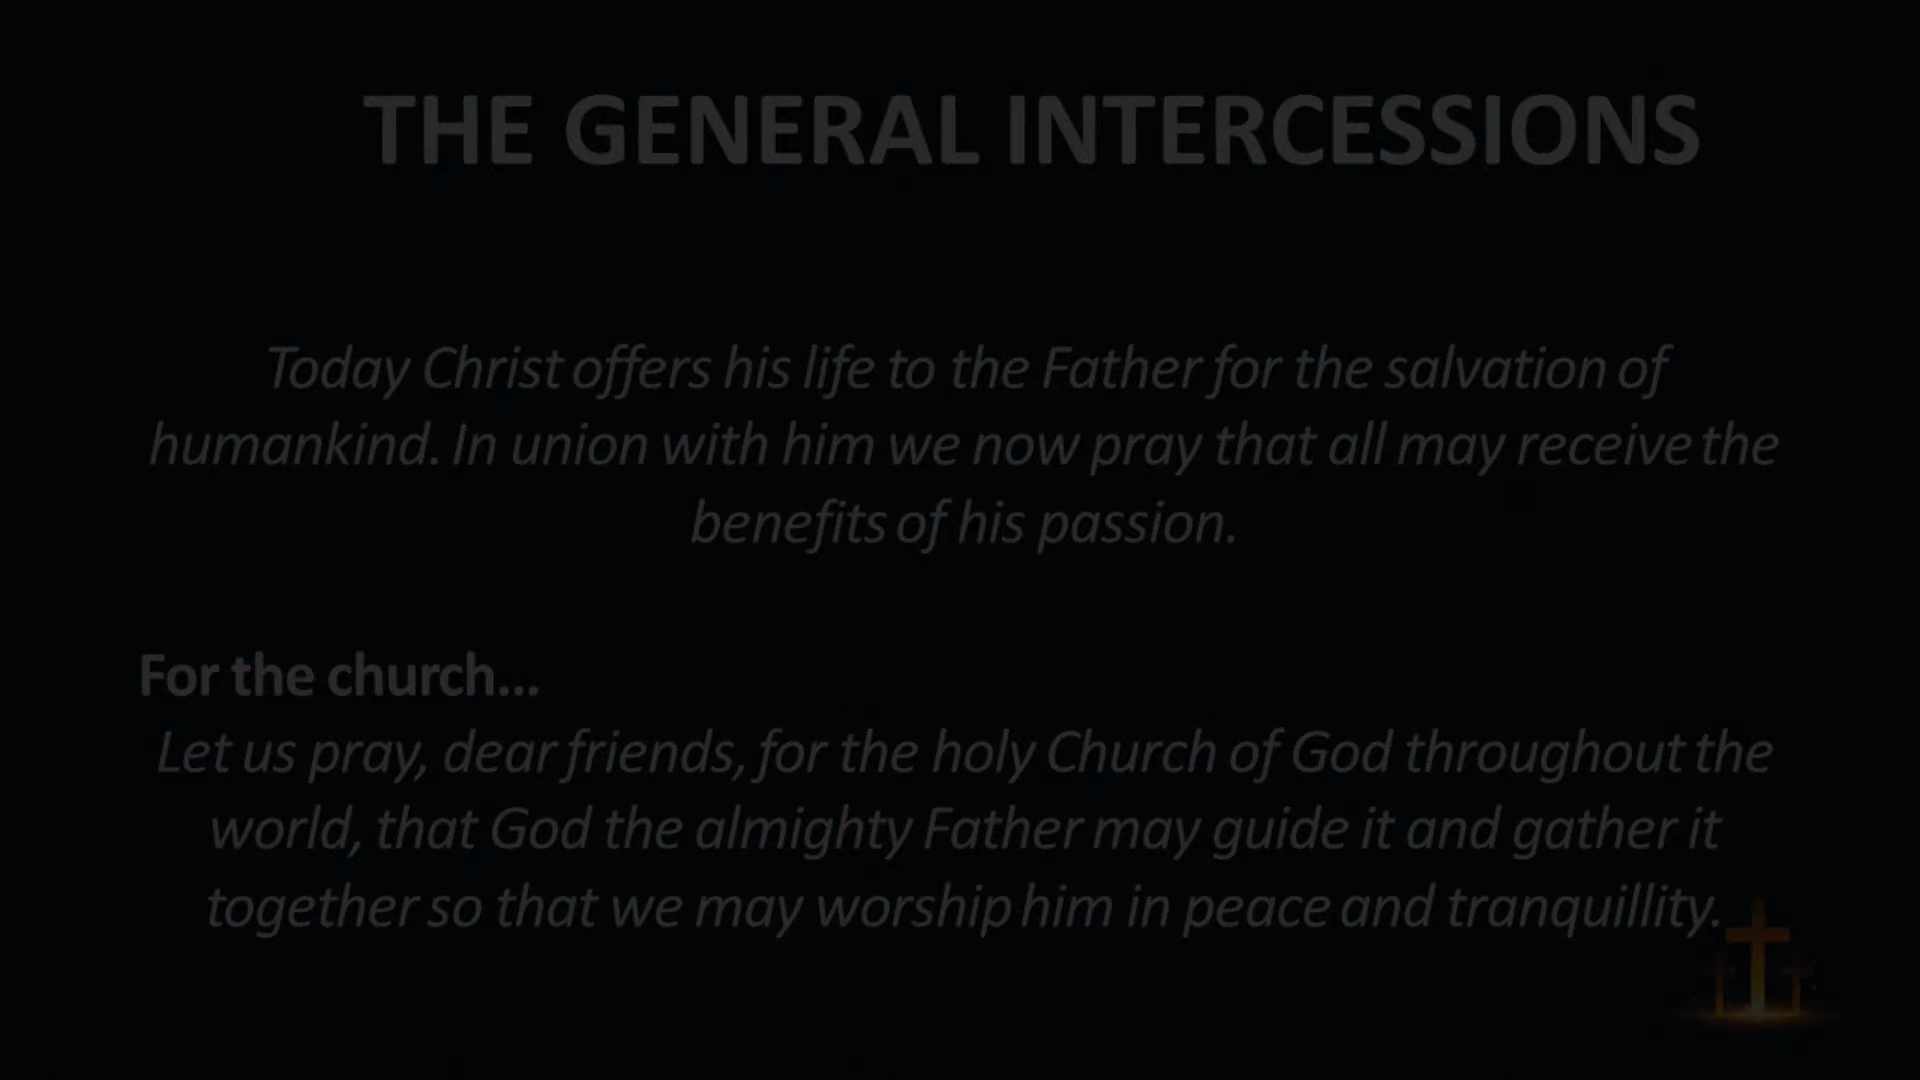 THE GENERAL INTERCESSIONS
Today Christ offers his life to the Father for the salvation of
humankind. In union with him we now pray that all may receive the
benefits of his passion.
For the church...
Let us pray, dear friends, for the holy Church of God throughout the
world, that God the almighty Father may guide it and gather it
together so that we may worship him in peace and tranquillity.